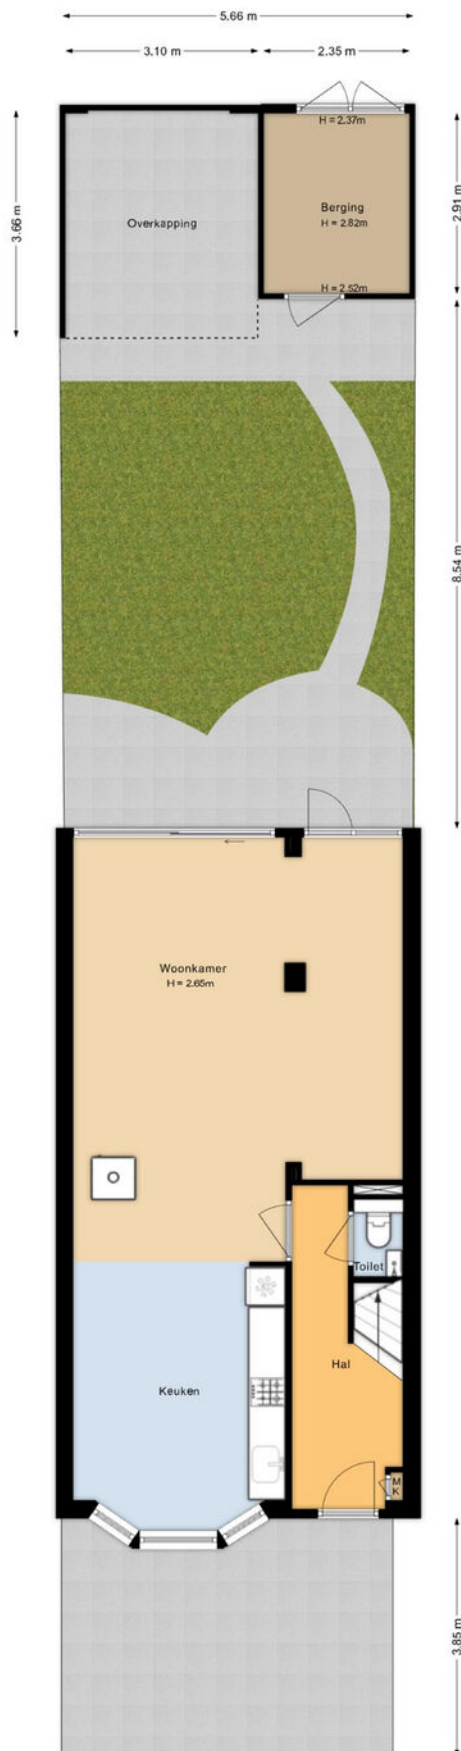 5.66 m
3.10 m
2.35 m
H = 2.37m
3.66 m
2.91 m
Overkapping
Berging
H = 2.82m
H = 2.52m
8.54 m
Woonkamer
H = 2.65m
Toilet
Hal
Keuken
M
K
3.85 m